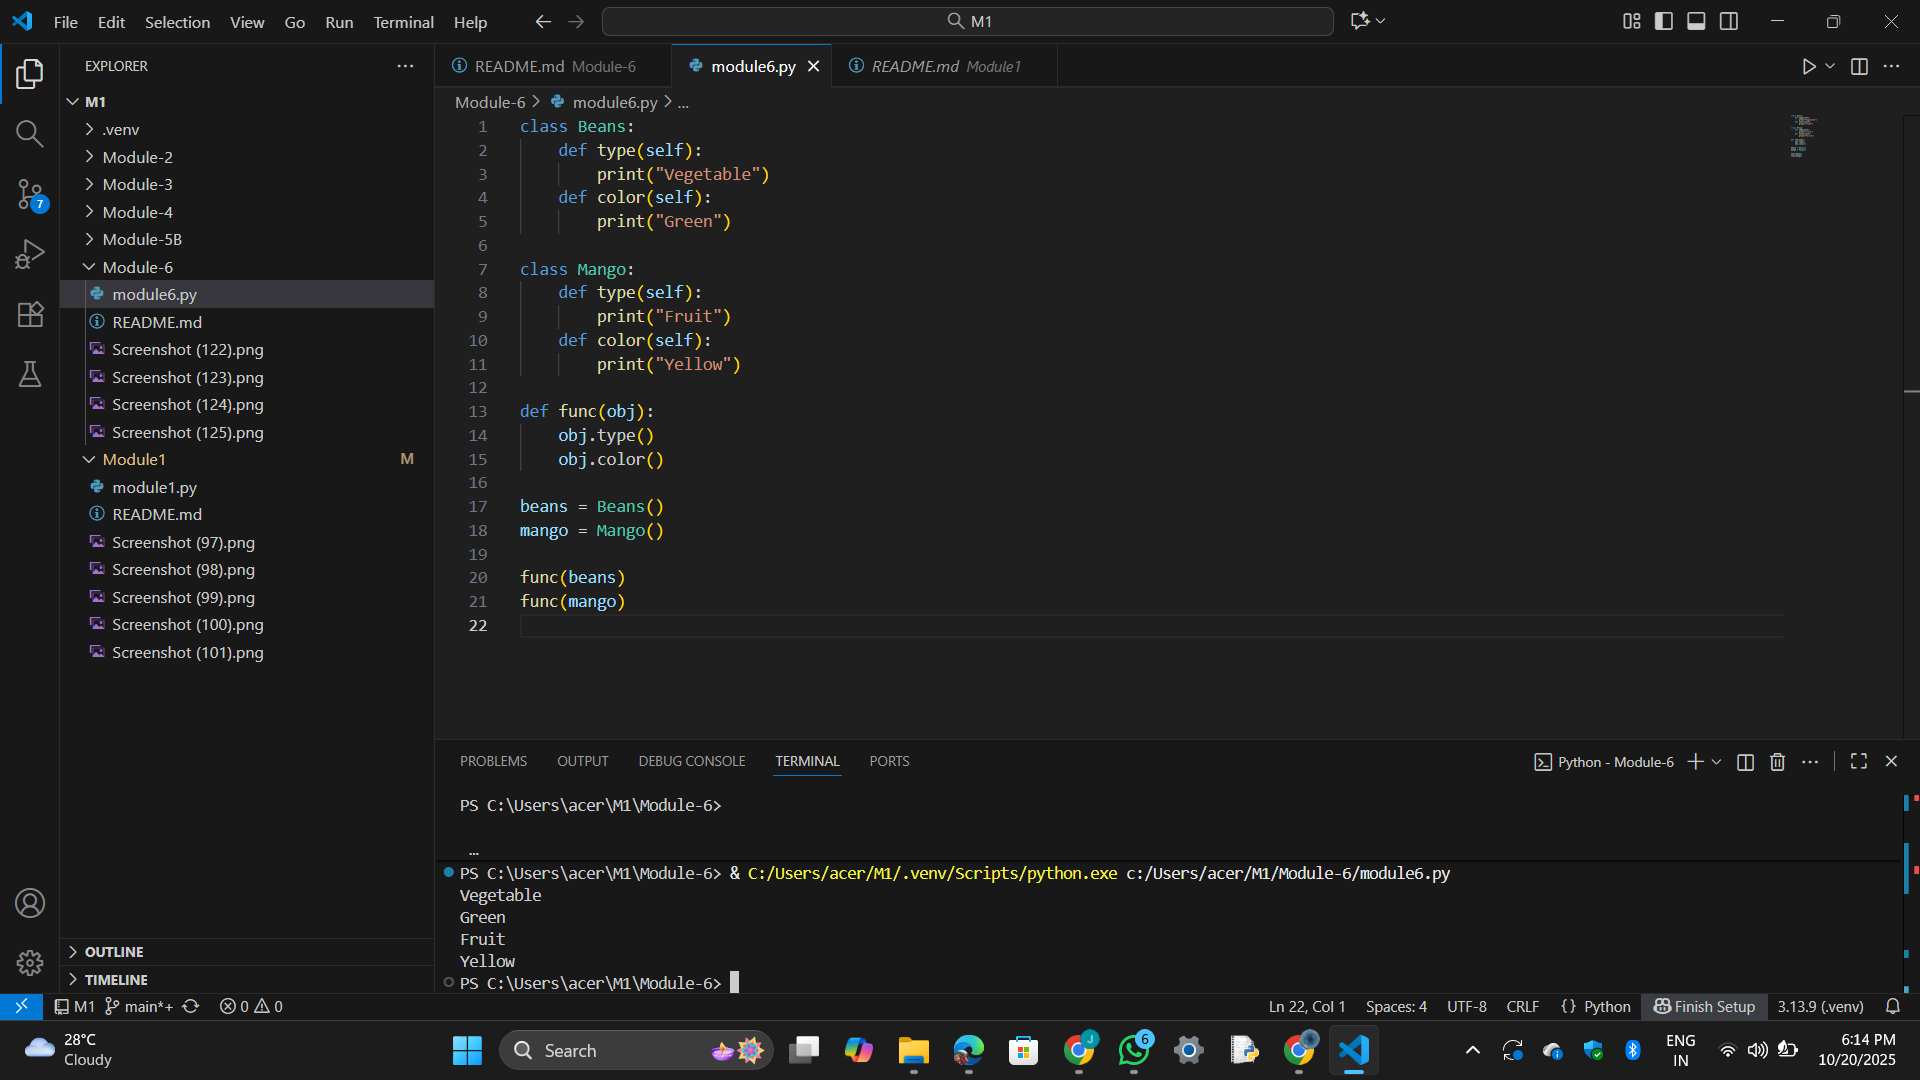 File Edit Selection View Go Run Terminal Help
M1
EXPLORER
M1
.venv
Module-2
Module-3
Module-4
Module-5B
Module-6
module6.py
README.md
Screenshot (122).png
Screenshot (123).png
Screenshot (124).png
Screenshot (125).png
Module1 M
module1.py
README.md
Screenshot (97).png
Screenshot (98).png
Screenshot (99).png
Screenshot (100).png
Screenshot (101).png
OUTLINE
TIMELINE
7
README.md Module-6
module6.py
README.md Module1
Module-6 > module6.py > ...
1 class Beans:
2 def type(self):
3 print("Vegetable")
4 def color(self):
5 print("Green")
6
7 class Mango:
8 def type(self):
9 print("Fruit")
10 def color(self):
11 print("Yellow")
12
13 def func(obj):
14 obj.type()
15 obj.color()
16
17 beans = Beans()
18 mango = Mango()
19
20 func(beans)
21 func(mango)
22
PROBLEMS OUTPUT DEBUG CONSOLE TERMINAL PORTS
Python - Module-6
PS C:\Users\acer\M1\Module-6>
...
PS C:\Users\acer\M1\Module-6> & C:/Users/acer/M1/.venv/Scripts/python.exe c:/Users/acer/M1/Module-6/module6.py
Vegetable
Green
Fruit
Yellow
PS C:\Users\acer\M1\Module-6>
M1 main*+ 0 0
Ln 22, Col 1 Spaces: 4 UTF-8 CRLF {} Python Finish Setup 3.13.9 (.venv)
28°C
Cloudy
Search
J
6
ENG
IN
6:14 PM
10/20/2025